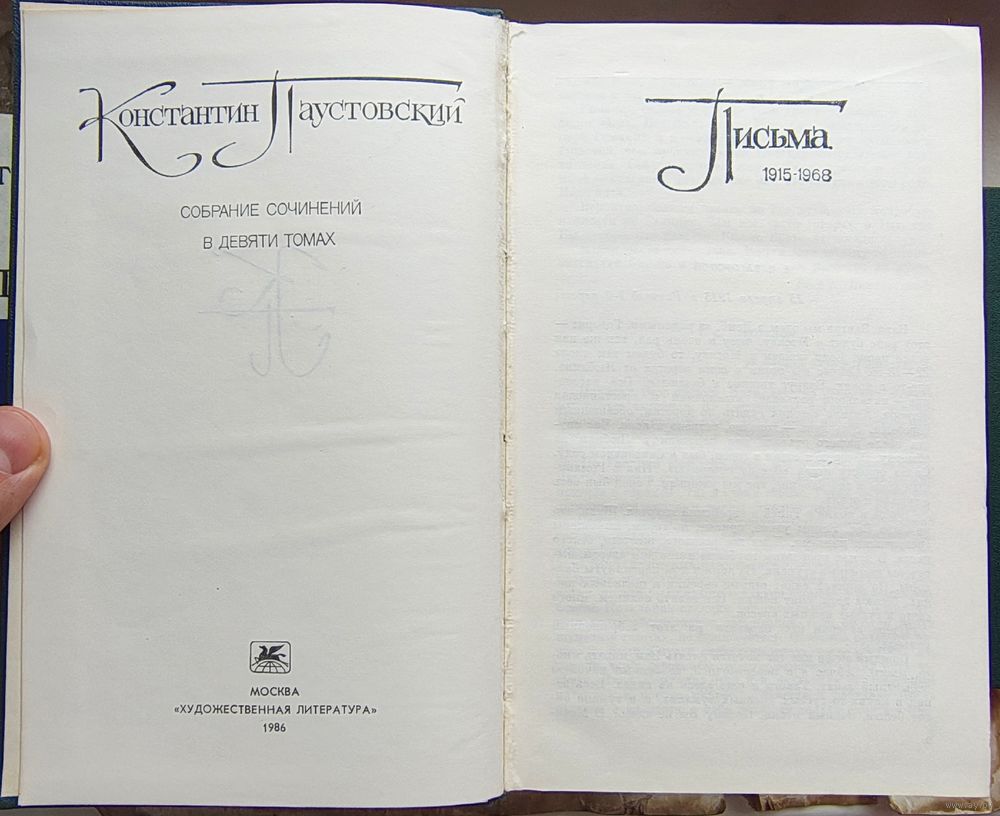 Константин Паустовский
СОБРАНИЕ СОЧИНЕНИЙ
В ДЕВЯТИ ТОМАХ
МОСКВА
«ХУДОЖЕСТВЕННАЯ ЛИТЕРАТУРА»
1986
Письма
1915-1968